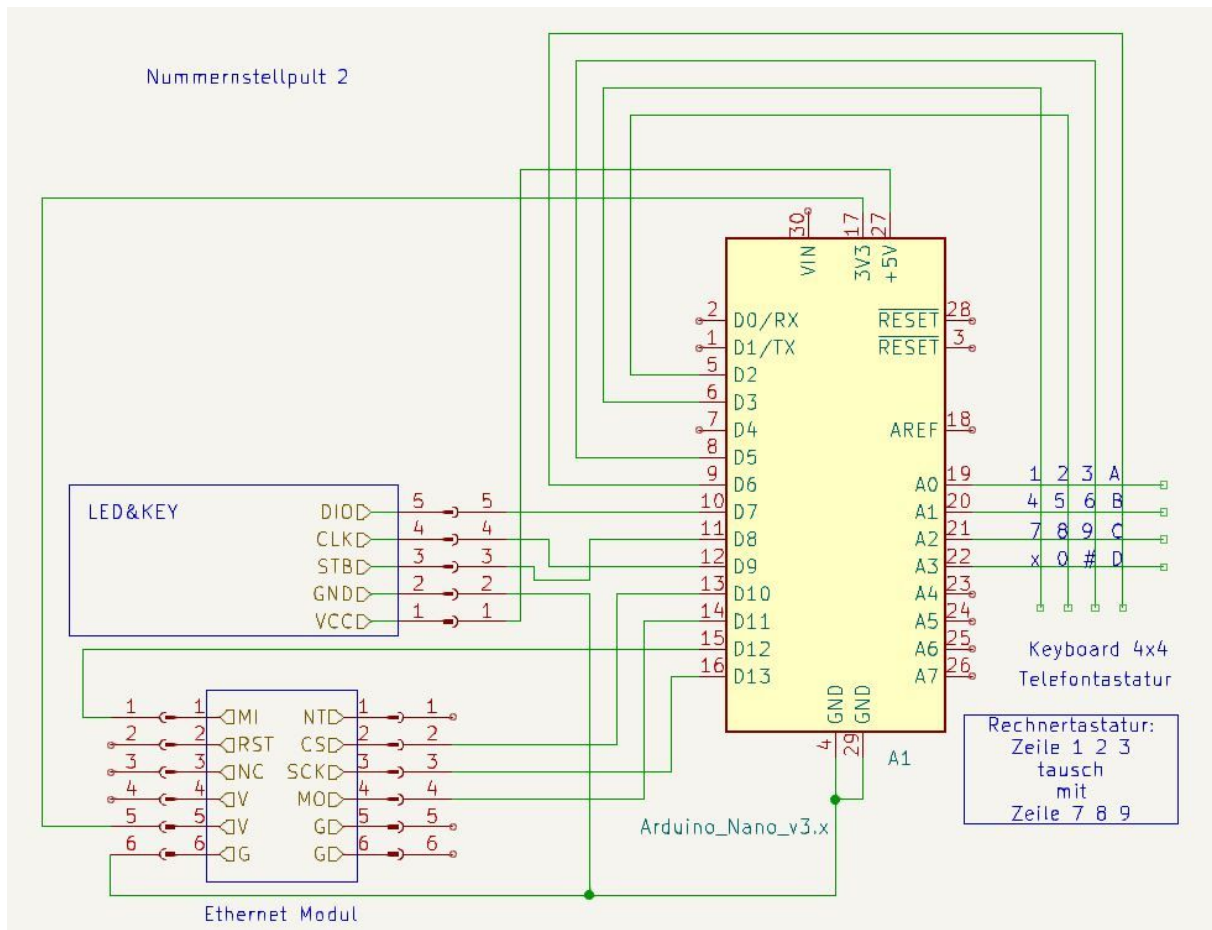 Nummernstellpult 2
30 17 27
VIN 3V3 +5V
2 D0/RX RESET 28
1 D1/TX RESET 3
5 D2
6 D3
7 D4 AREF 18
8 D5
9 D6 A0 19 1 2 3 A
LED&KEY DIO 5 5 10 D7 A1 20 4 5 6 B
CLK 4 4 11 D8 A2 21 7 8 9 C
STB 3 3 12 D9 A3 22 x 0 # D
GND 2 2 13 D10 A4 23
VCC 1 1 14 D11 A5 24
15 D12 A6 25
16 D13 A7 26
Keyboard 4x4
Telefontastatur
GND GND
4 29
A1
Arduino_Nano_v3.x
1 1 MI NT 1 1
2 2 RST CS 2 2
3 3 NC SCK 3 3
4 4 V MO 4 4
5 5 V G 5 5
6 6 G G 6 6
Ethernet Modul
Rechnertastatur:
Zeile 1 2 3
tausch
mit
Zeile 7 8 9